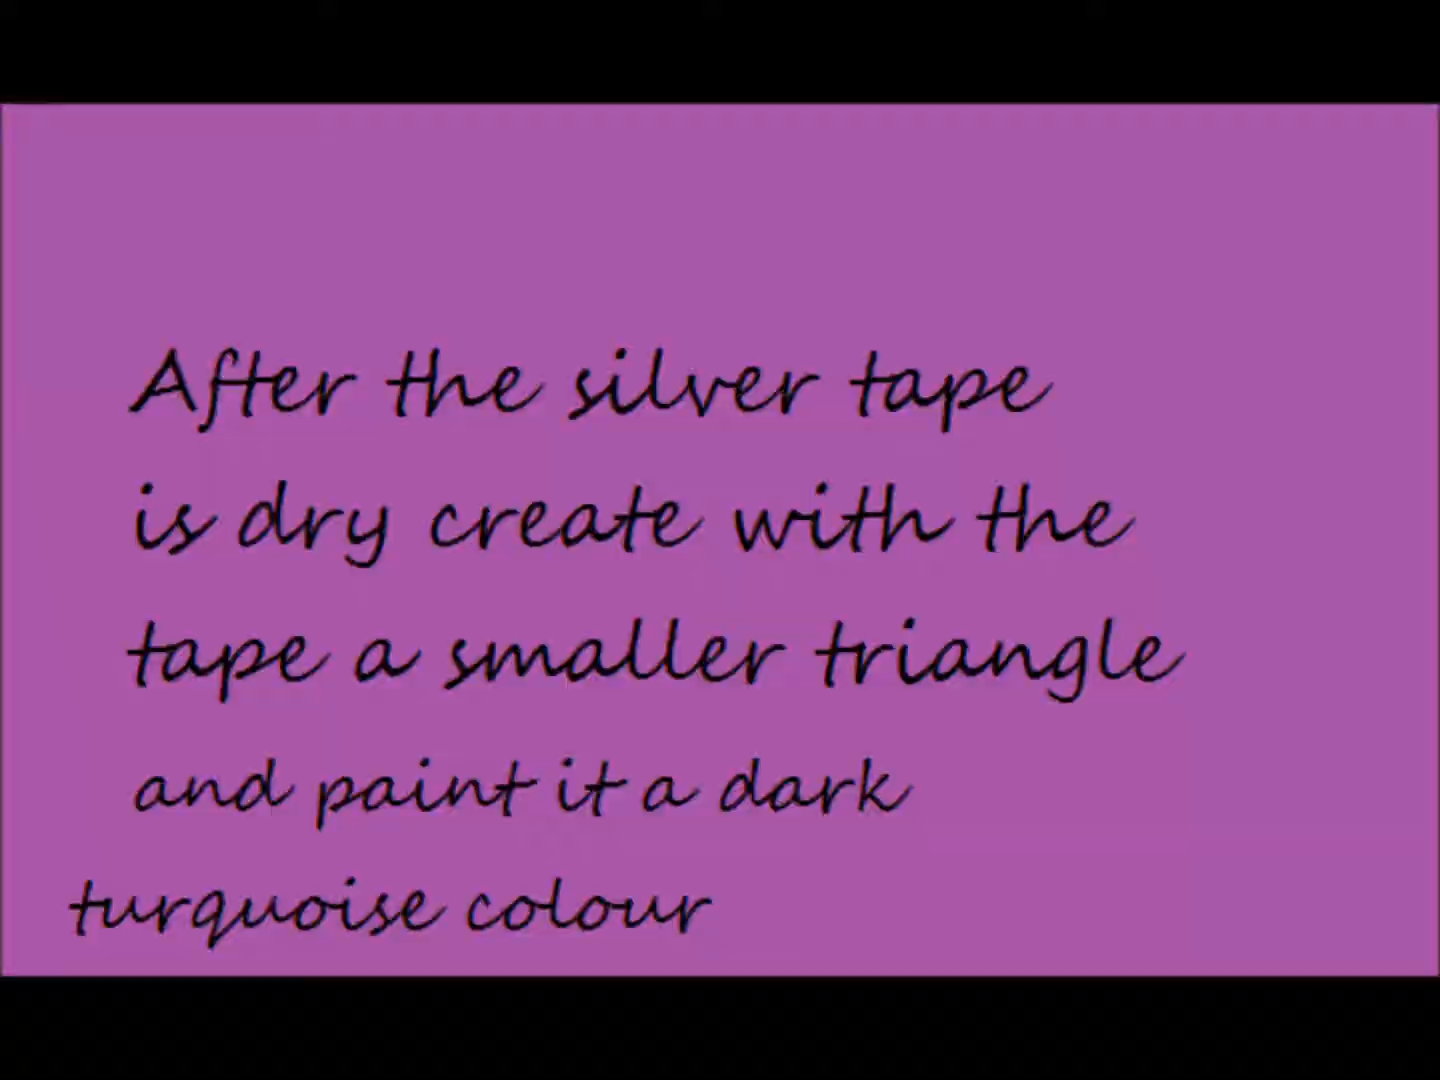 After the silver tape
is dry create with the
tape a smaller triangle
and paint it a dark
turquoise colour